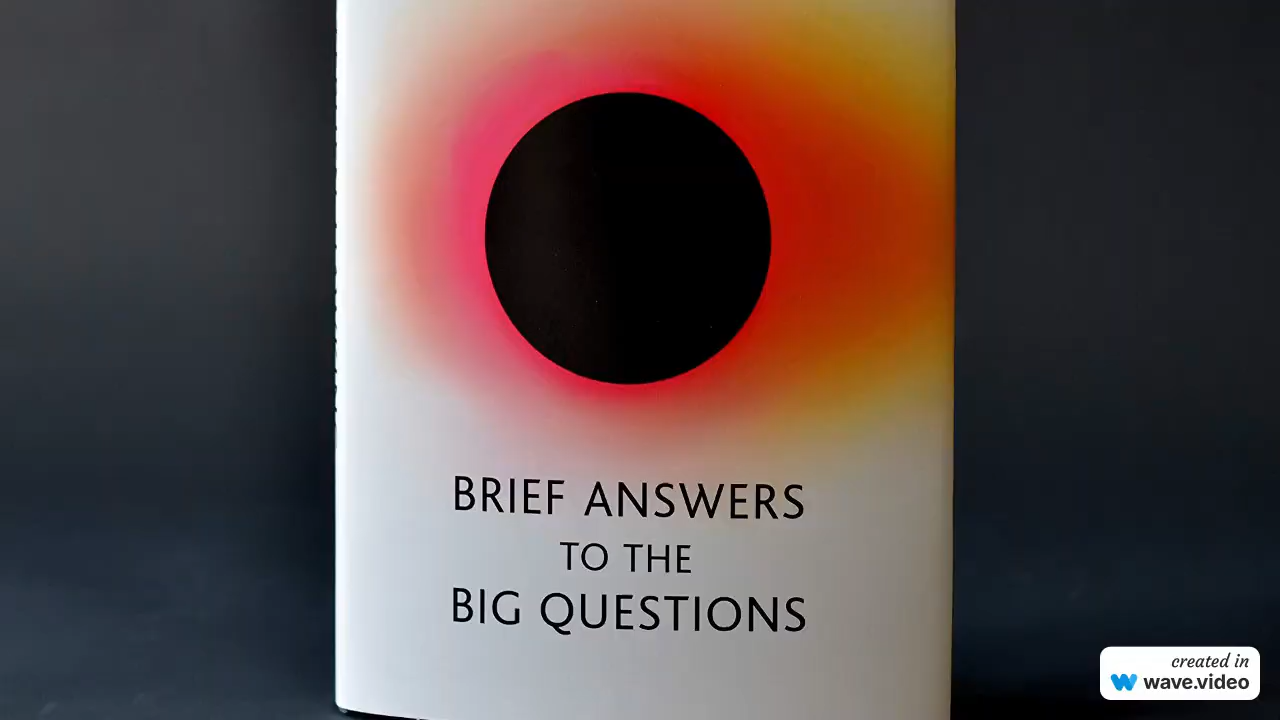 BRIEF ANSWERS
TO THE
BIG QUESTIONS
created in
wave.video